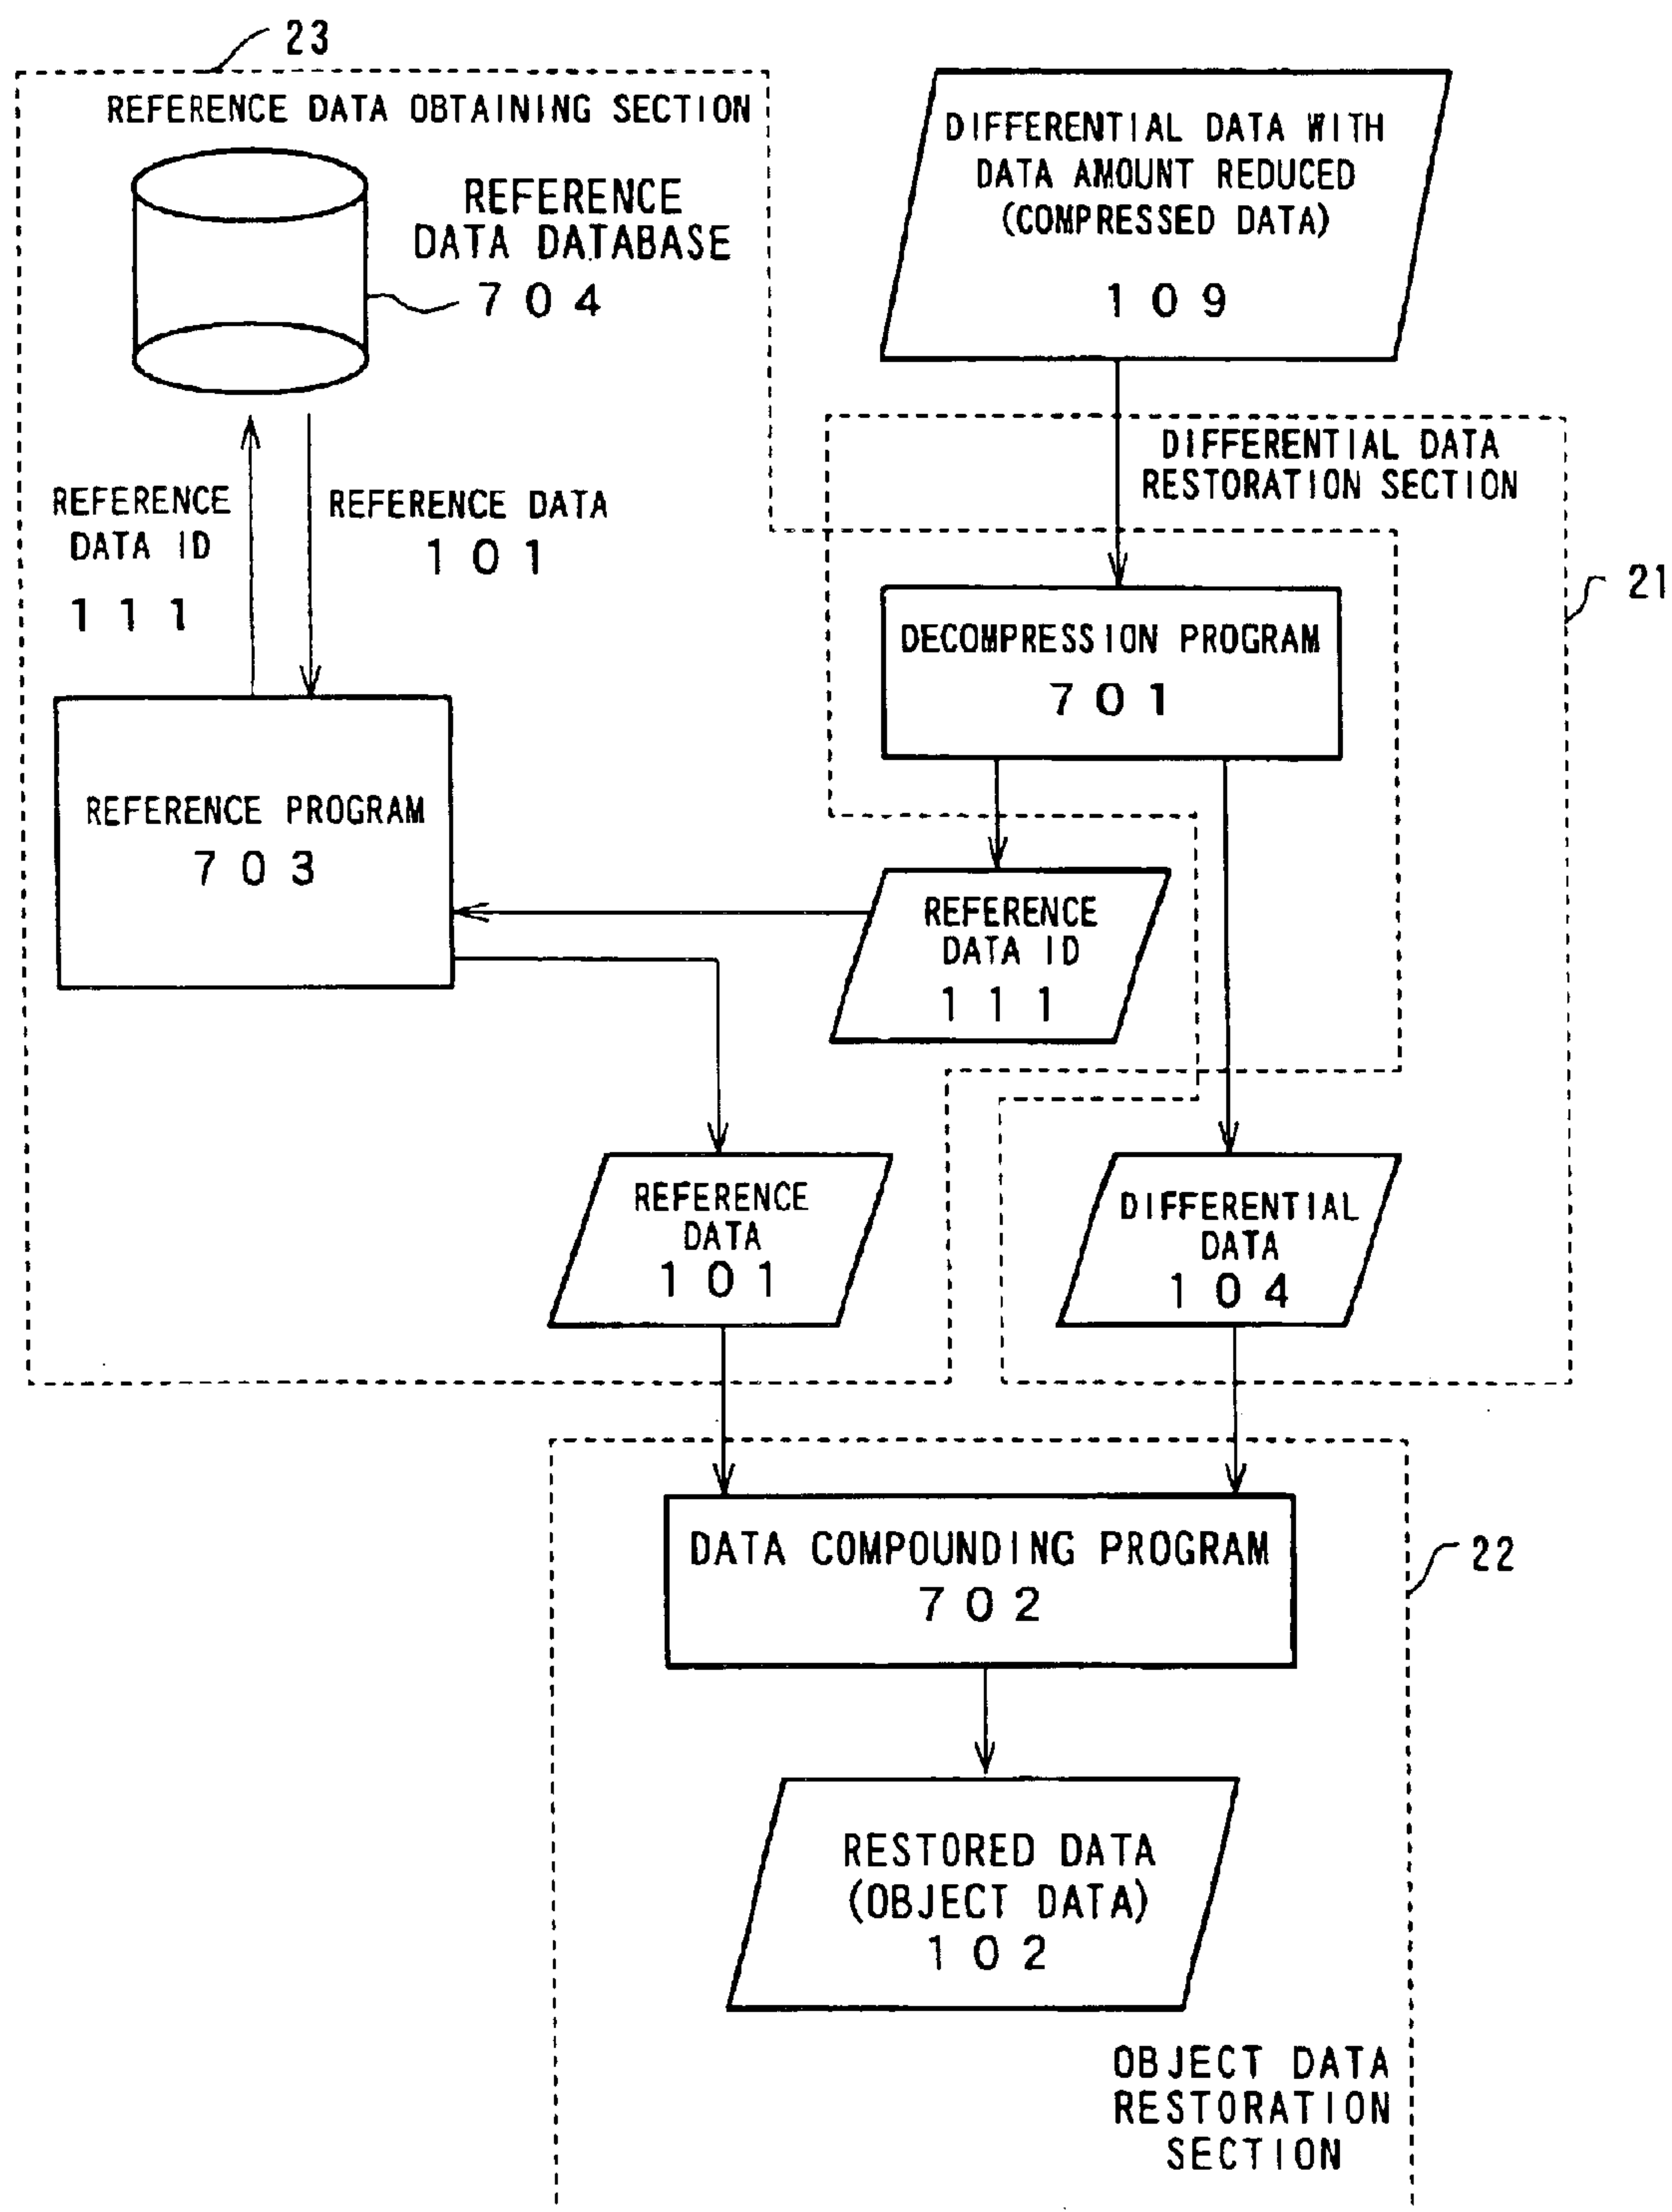 23
REFERENCE DATA OBTAINING SECTION
REFERENCE
DATA DATABASE
704
DIFFERENTIAL DATA WITH
DATA AMOUNT REDUCED
(COMPRESSED DATA)
109
REFERENCE
DATA ID
111
REFERENCE DATA
101
DIFFERENTIAL DATA
RESTORATION SECTION
21
DECOMPRESSION PROGRAM
701
REFERENCE PROGRAM
703
REFERENCE
DATA ID
111
REFERENCE
DATA
101
DIFFERENTIAL
DATA
104
DATA COMPOUNDING PROGRAM
702
22
RESTORED DATA
(OBJECT DATA)
102
OBJECT DATA
RESTORATION
SECTION